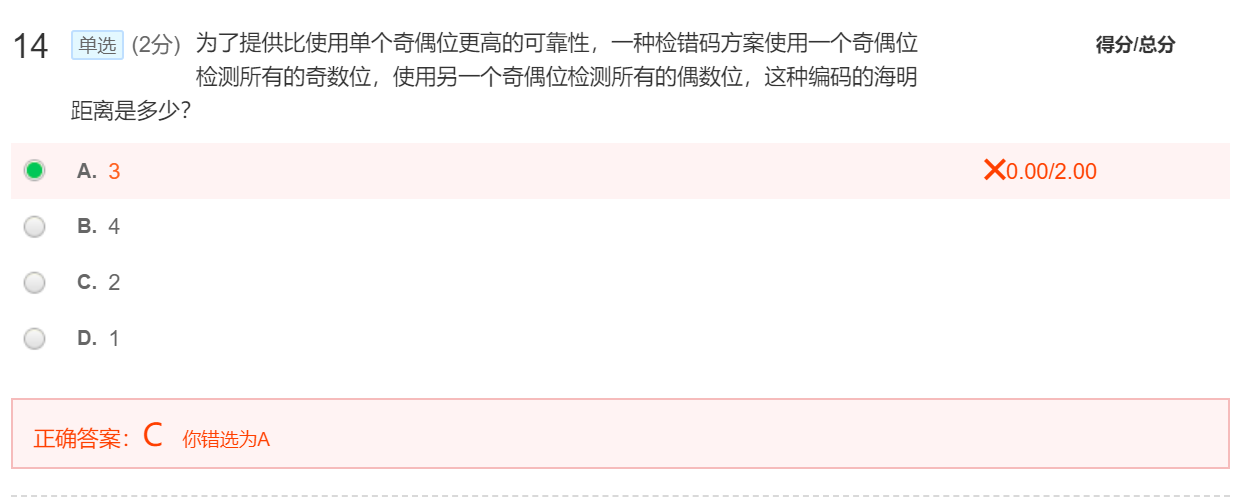 14 单选 (2分) 为了提供比使用单个奇偶位更高的可靠性，一种检错码方案使用一个奇偶位 得分/总分
检测所有的奇数位，使用另一个奇偶位检测所有的偶数位，这种编码的海明
距离是多少？
A. 3 ×0.00/2.00
B. 4
C. 2
D. 1
正确答案：C 你错选为A